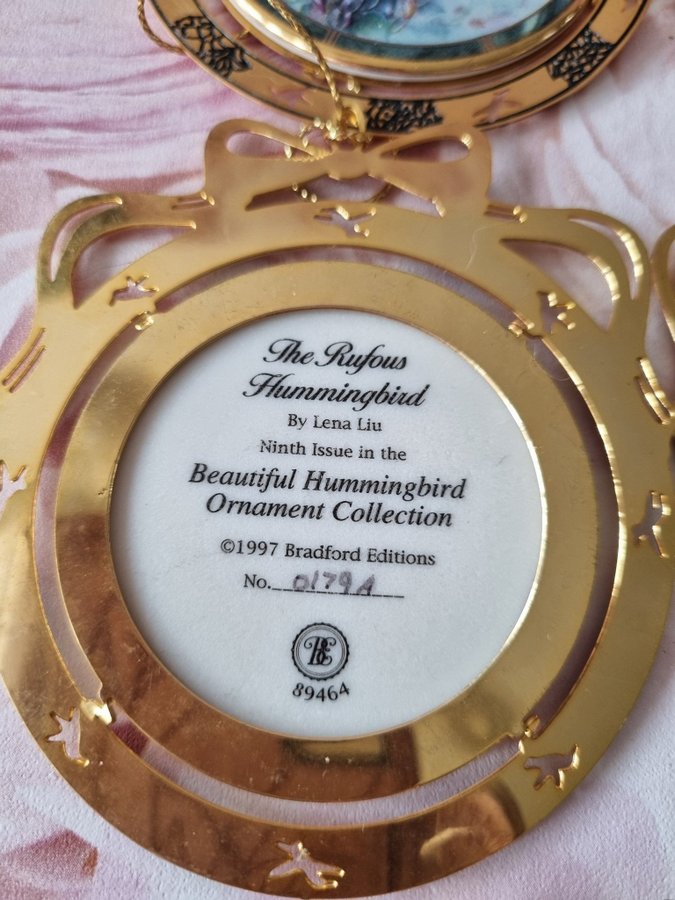 The Rufous
Hummingbird
By Lena Liu
Ninth Issue in the
Beautiful Hummingbird
Ornament Collection
©1997 Bradford Editions
No. 0179A
BE
89464